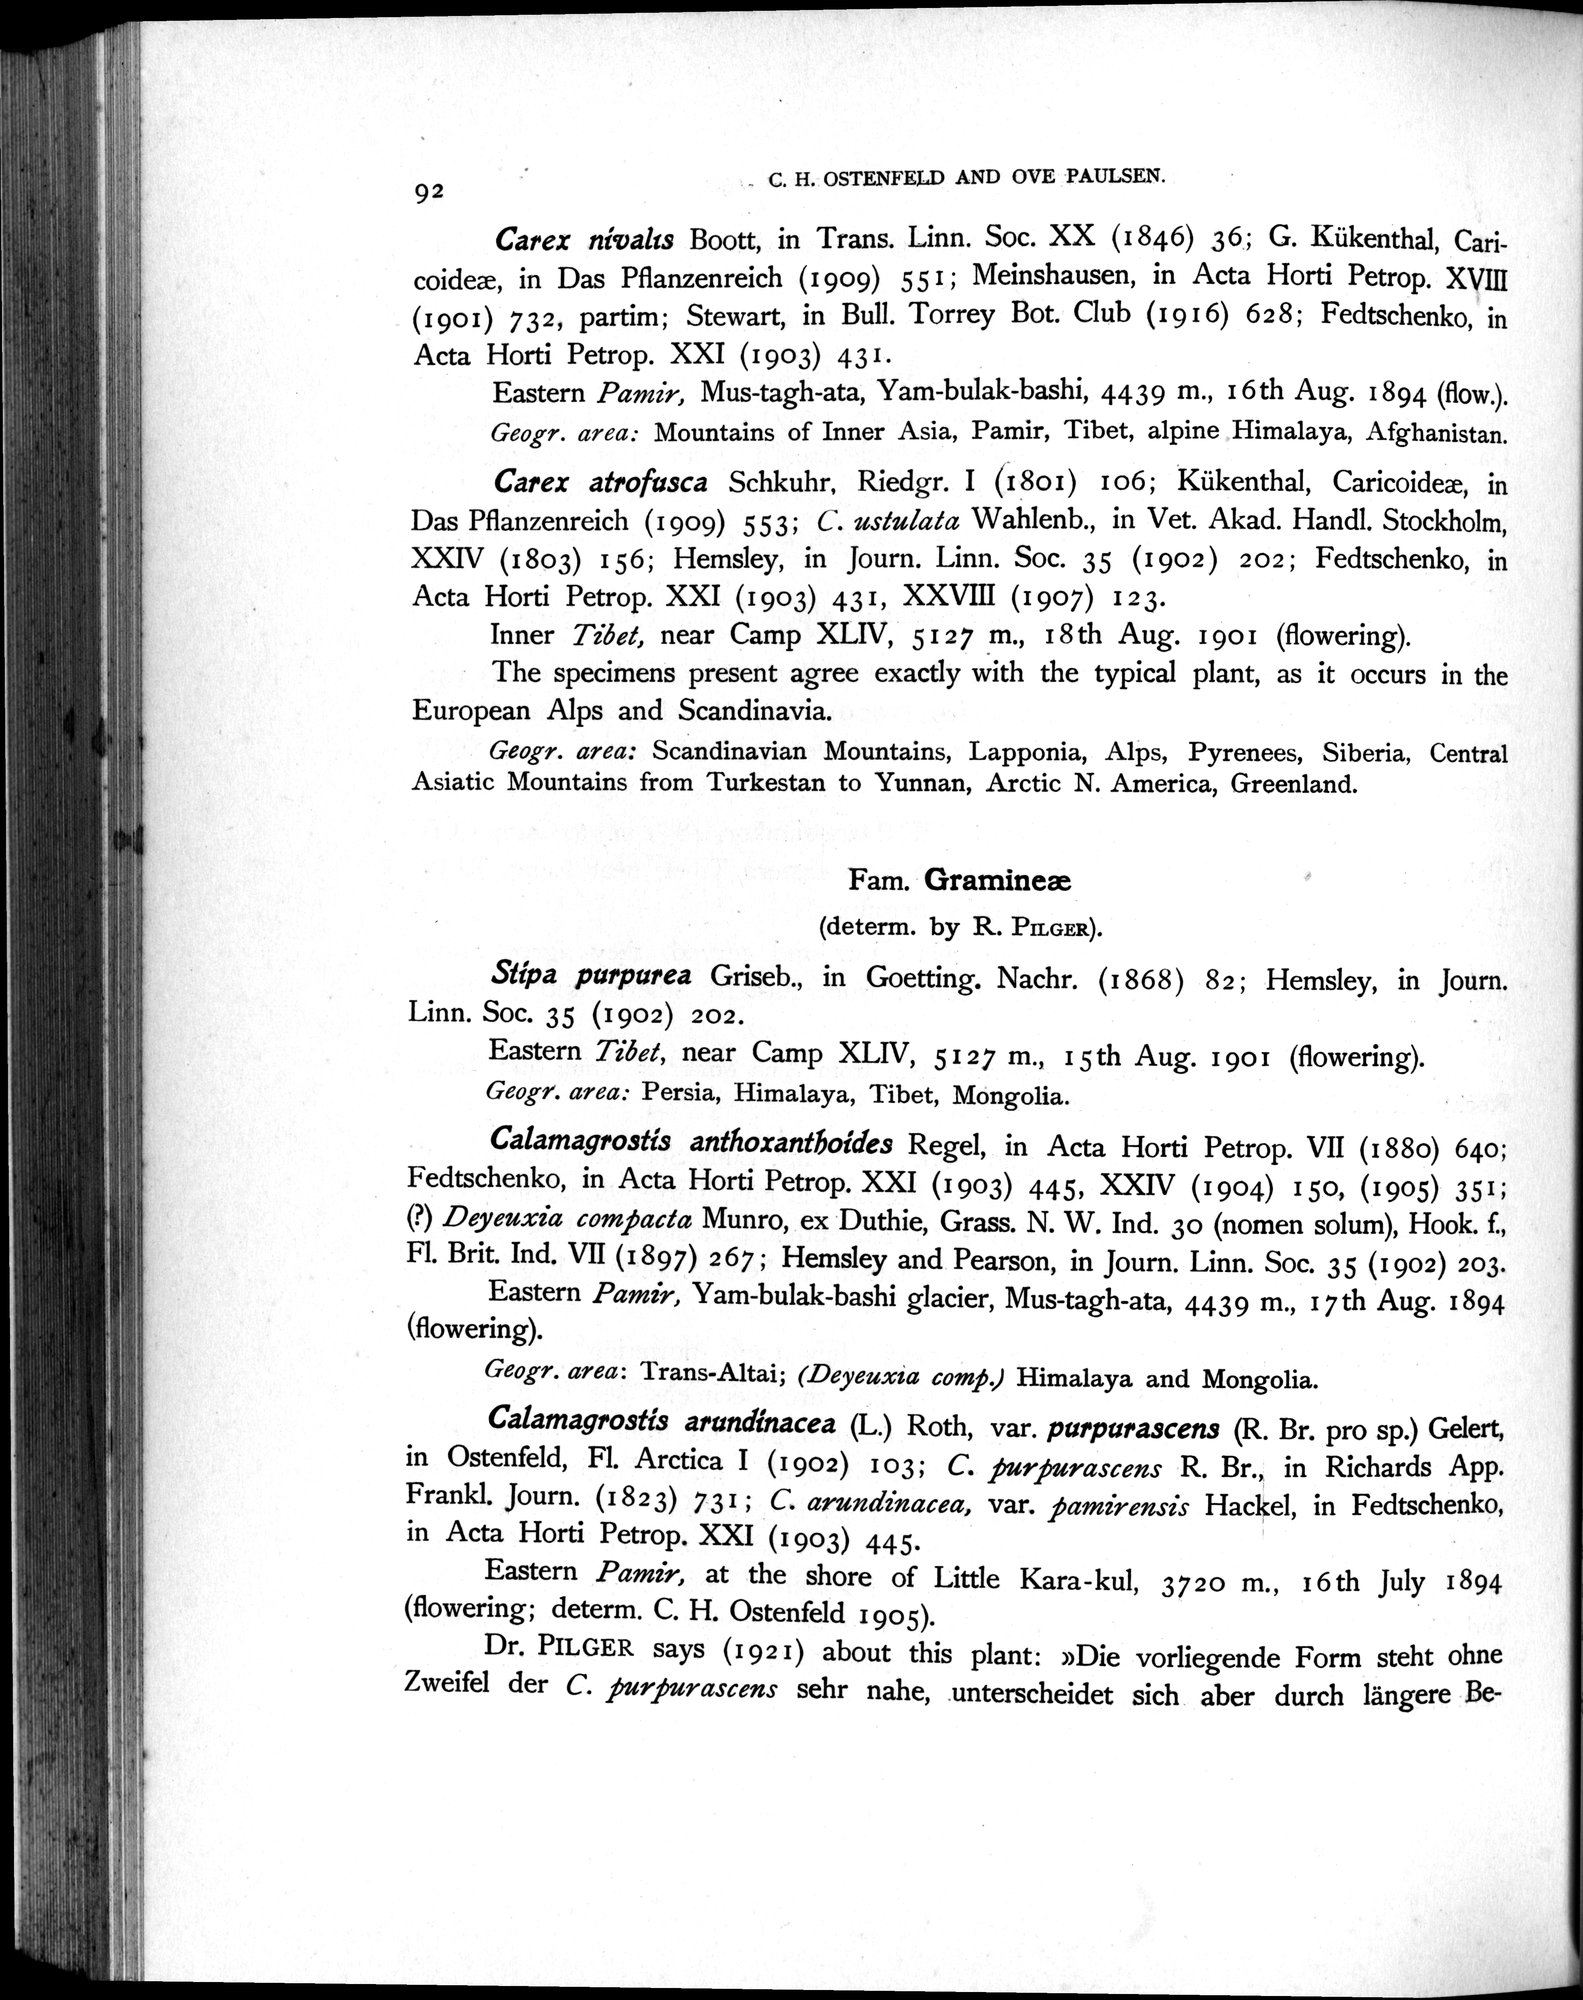 92
C. H. OSTENFELD AND OVE PAULSEN.
Carex nivalis Boott, in Trans. Linn. Soc. XX (1846) 36; G. Kükenthal, Cari-
coideæ, in Das Pflanzenreich (1909) 551; Meinshausen, in Acta Horti Petrop. XVIII
(1901) 732, partim; Stewart, in Bull. Torrey Bot. Club (1916) 628; Fedtschenko, in
Acta Horti Petrop. XXI (1903) 431.
Eastern Pamir, Mus-tagh-ata, Yam-bulak-bashi, 4439 m., 16th Aug. 1894 (flow.).
Geogr. area: Mountains of Inner Asia, Pamir, Tibet, alpine Himalaya, Afghanistan.
Carex atrofusca Schkuhr, Riedgr. I (1801) 106; Kükenthal, Caricoideæ, in
Das Pflanzenreich (1909) 553; C. ustulata Wahlenb., in Vet. Akad. Handl. Stockholm,
XXIV (1803) 156; Hemsley, in Journ. Linn. Soc. 35 (1902) 202; Fedtschenko, in
Acta Horti Petrop. XXI (1903) 431, XXVIII (1907) 123.
Inner Tibet, near Camp XLIV, 5127 m., 18th Aug. 1901 (flowering).
The specimens present agree exactly with the typical plant, as it occurs in the
European Alps and Scandinavia.
Geogr. area: Scandinavian Mountains, Lapponia, Alps, Pyrenees, Siberia, Central
Asiatic Mountains from Turkestan to Yunnan, Arctic N. America, Greenland.
Fam. Gramineæ
(determ. by R. PILGER).
Stipa purpurea Griseb., in Goetting. Nachr. (1868) 82; Hemsley, in Journ.
Linn. Soc. 35 (1902) 202.
Eastern Tibet, near Camp XLIV, 5127 m., 15th Aug. 1901 (flowering).
Geogr. area: Persia, Himalaya, Tibet, Mongolia.
Calamagrostis anthoxanthoides Regel, in Acta Horti Petrop. VII (1880) 640;
Fedtschenko, in Acta Horti Petrop. XXI (1903) 445, XXIV (1904) 150, (1905) 351;
(?) Deyeuxia compacta Munro, ex Duthie, Grass. N. W. Ind. 30 (nomen solum), Hook. f.,
Fl. Brit. Ind. VII (1897) 267; Hemsley and Pearson, in Journ. Linn. Soc. 35 (1902) 203.
Eastern Pamir, Yam-bulak-bashi glacier, Mus-tagh-ata, 4439 m., 17th Aug. 1894
(flowering).
Geogr. area: Trans-Altai; (Deyeuxia comp.) Himalaya and Mongolia.
Calamagrostis arundinacea (L.) Roth, var. purpurascens (R. Br. pro sp.) Gelert,
in Ostenfeld, Fl. Arctica I (1902) 103; C. purpurascens R. Br., in Richards App.
Frankl. Journ. (1823) 731; C. arundinacea, var. pamirensis Hackel, in Fedtschenko,
in Acta Horti Petrop. XXI (1903) 445.
Eastern Pamir, at the shore of Little Kara-kul, 3720 m., 16th July 1894
(flowering; determ. C. H. Ostenfeld 1905).
Dr. PILGER says (1921) about this plant: »Die vorliegende Form steht ohne
Zweifel der C. purpurascens sehr nahe, unterscheidet sich aber durch längere Be-